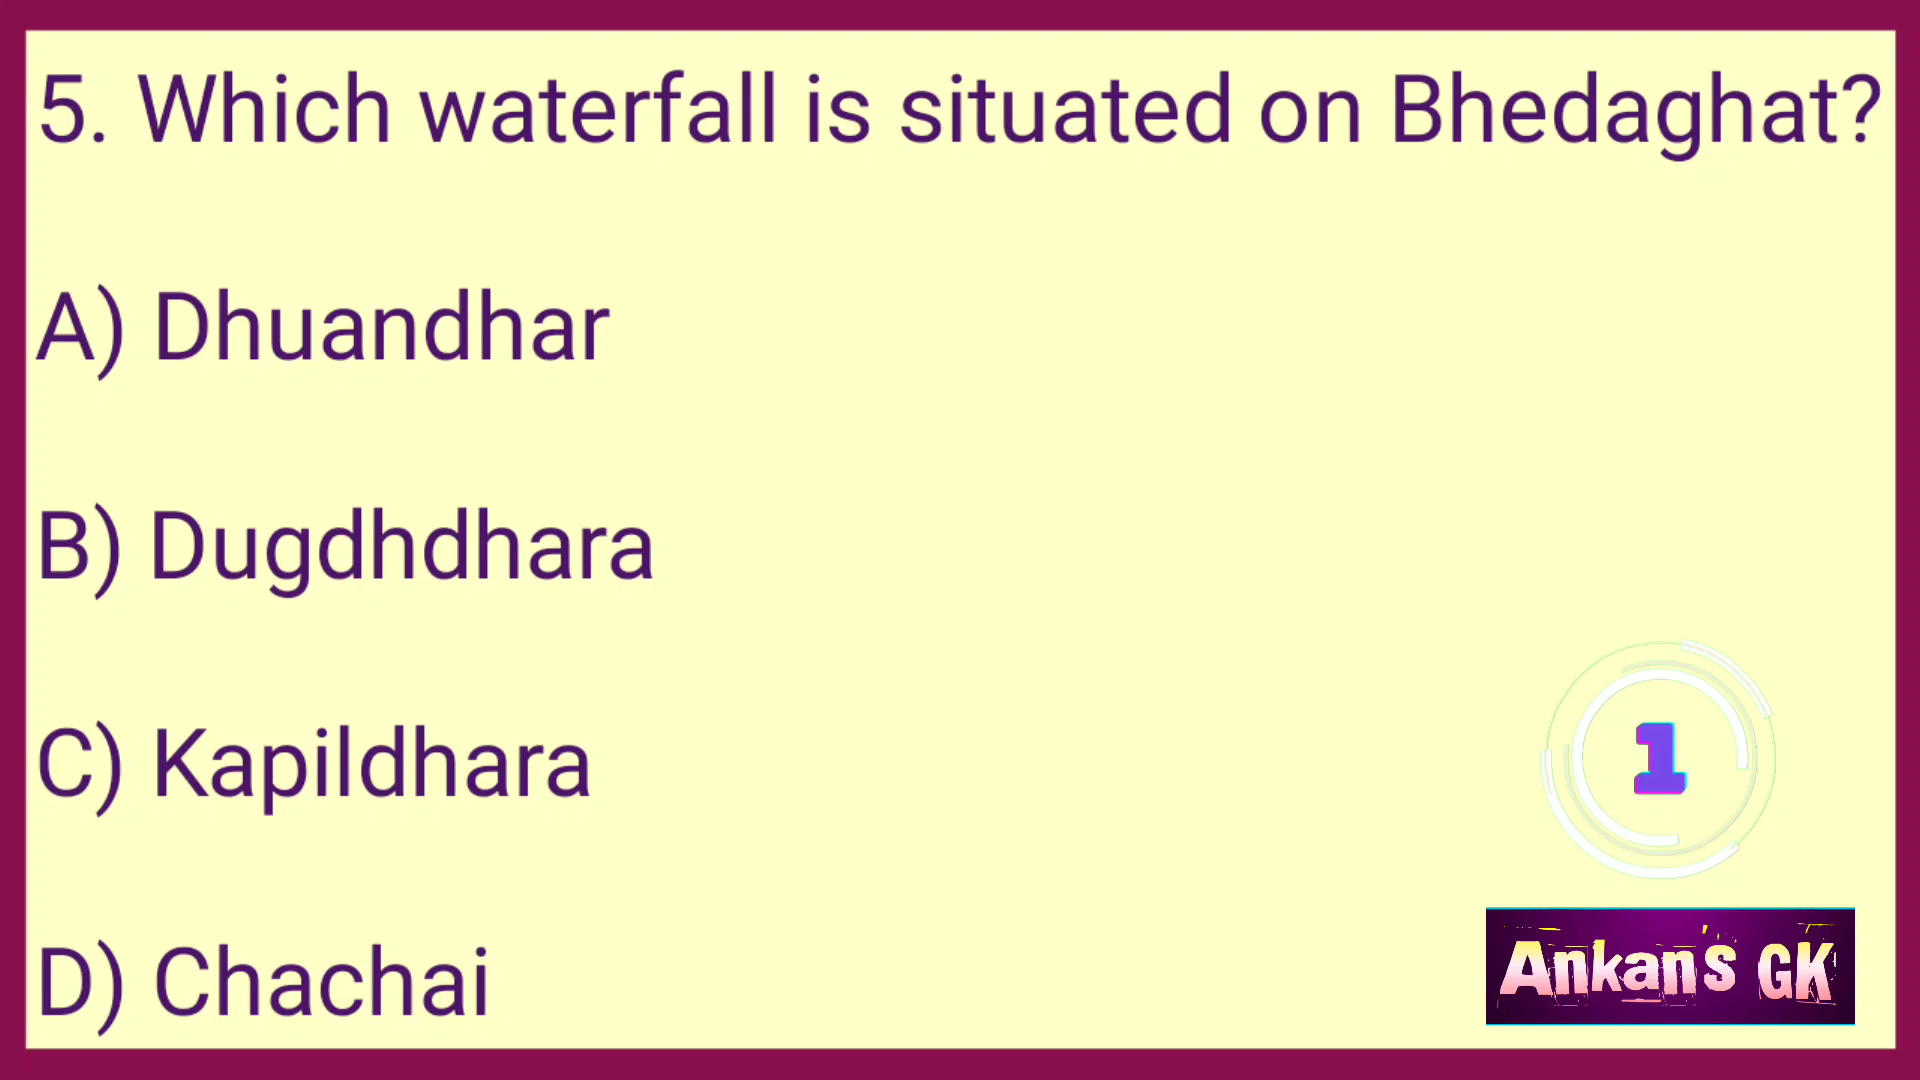 5. Which waterfall is situated on Bhedaghat?
A) Dhuandhar
B) Dugdhdhara
C) Kapildhara
1
D) Chachai
Ankan's GK